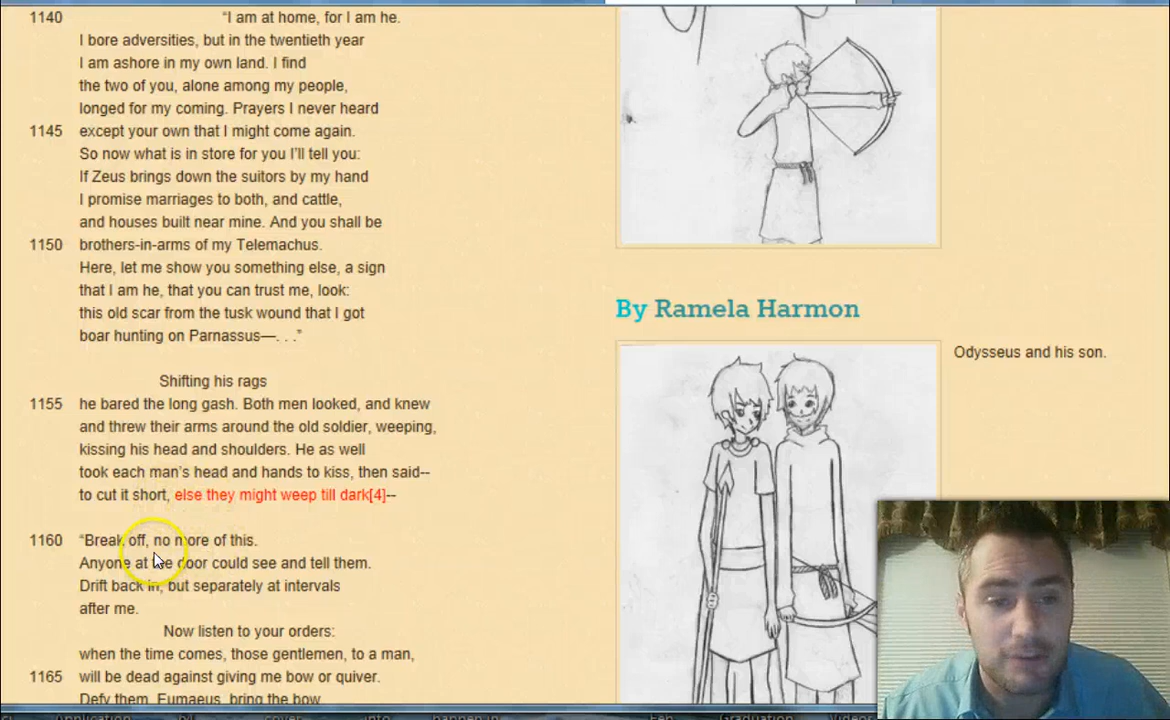 1140 “I am at home, for I am he.
I bore adversities, but in the twentieth year
I am ashore in my own land. I find
the two of you, alone among my people,
longed for my coming. Prayers I never heard
1145 except your own that I might come again.
So now what is in store for you I’ll tell you:
If Zeus brings down the suitors by my hand
I promise marriages to both, and cattle,
and houses built near mine. And you shall be
1150 brothers-in-arms of my Telemachus.
Here, let me show you something else, a sign
that I am he, that you can trust me, look:
this old scar from the tusk wound that I got
boar hunting on Parnassus—. . .”
Shifting his rags
1155 he bared the long gash. Both men looked, and knew
and threw their arms around the old soldier, weeping,
kissing his head and shoulders. He as well
took each man’s head and hands to kiss, then said--
to cut it short, else they might weep till dark[4]--
1160 “Break off, no more of this.
Anyone at the door could see and tell them.
Drift back in, but separately at intervals
after me.
Now listen to your orders:
when the time comes, those gentlemen, to a man,
1165 will be dead against giving me bow or quiver.
Defy them. Eumaeus, bring the bow
By Ramela Harmon
Odysseus and his son.